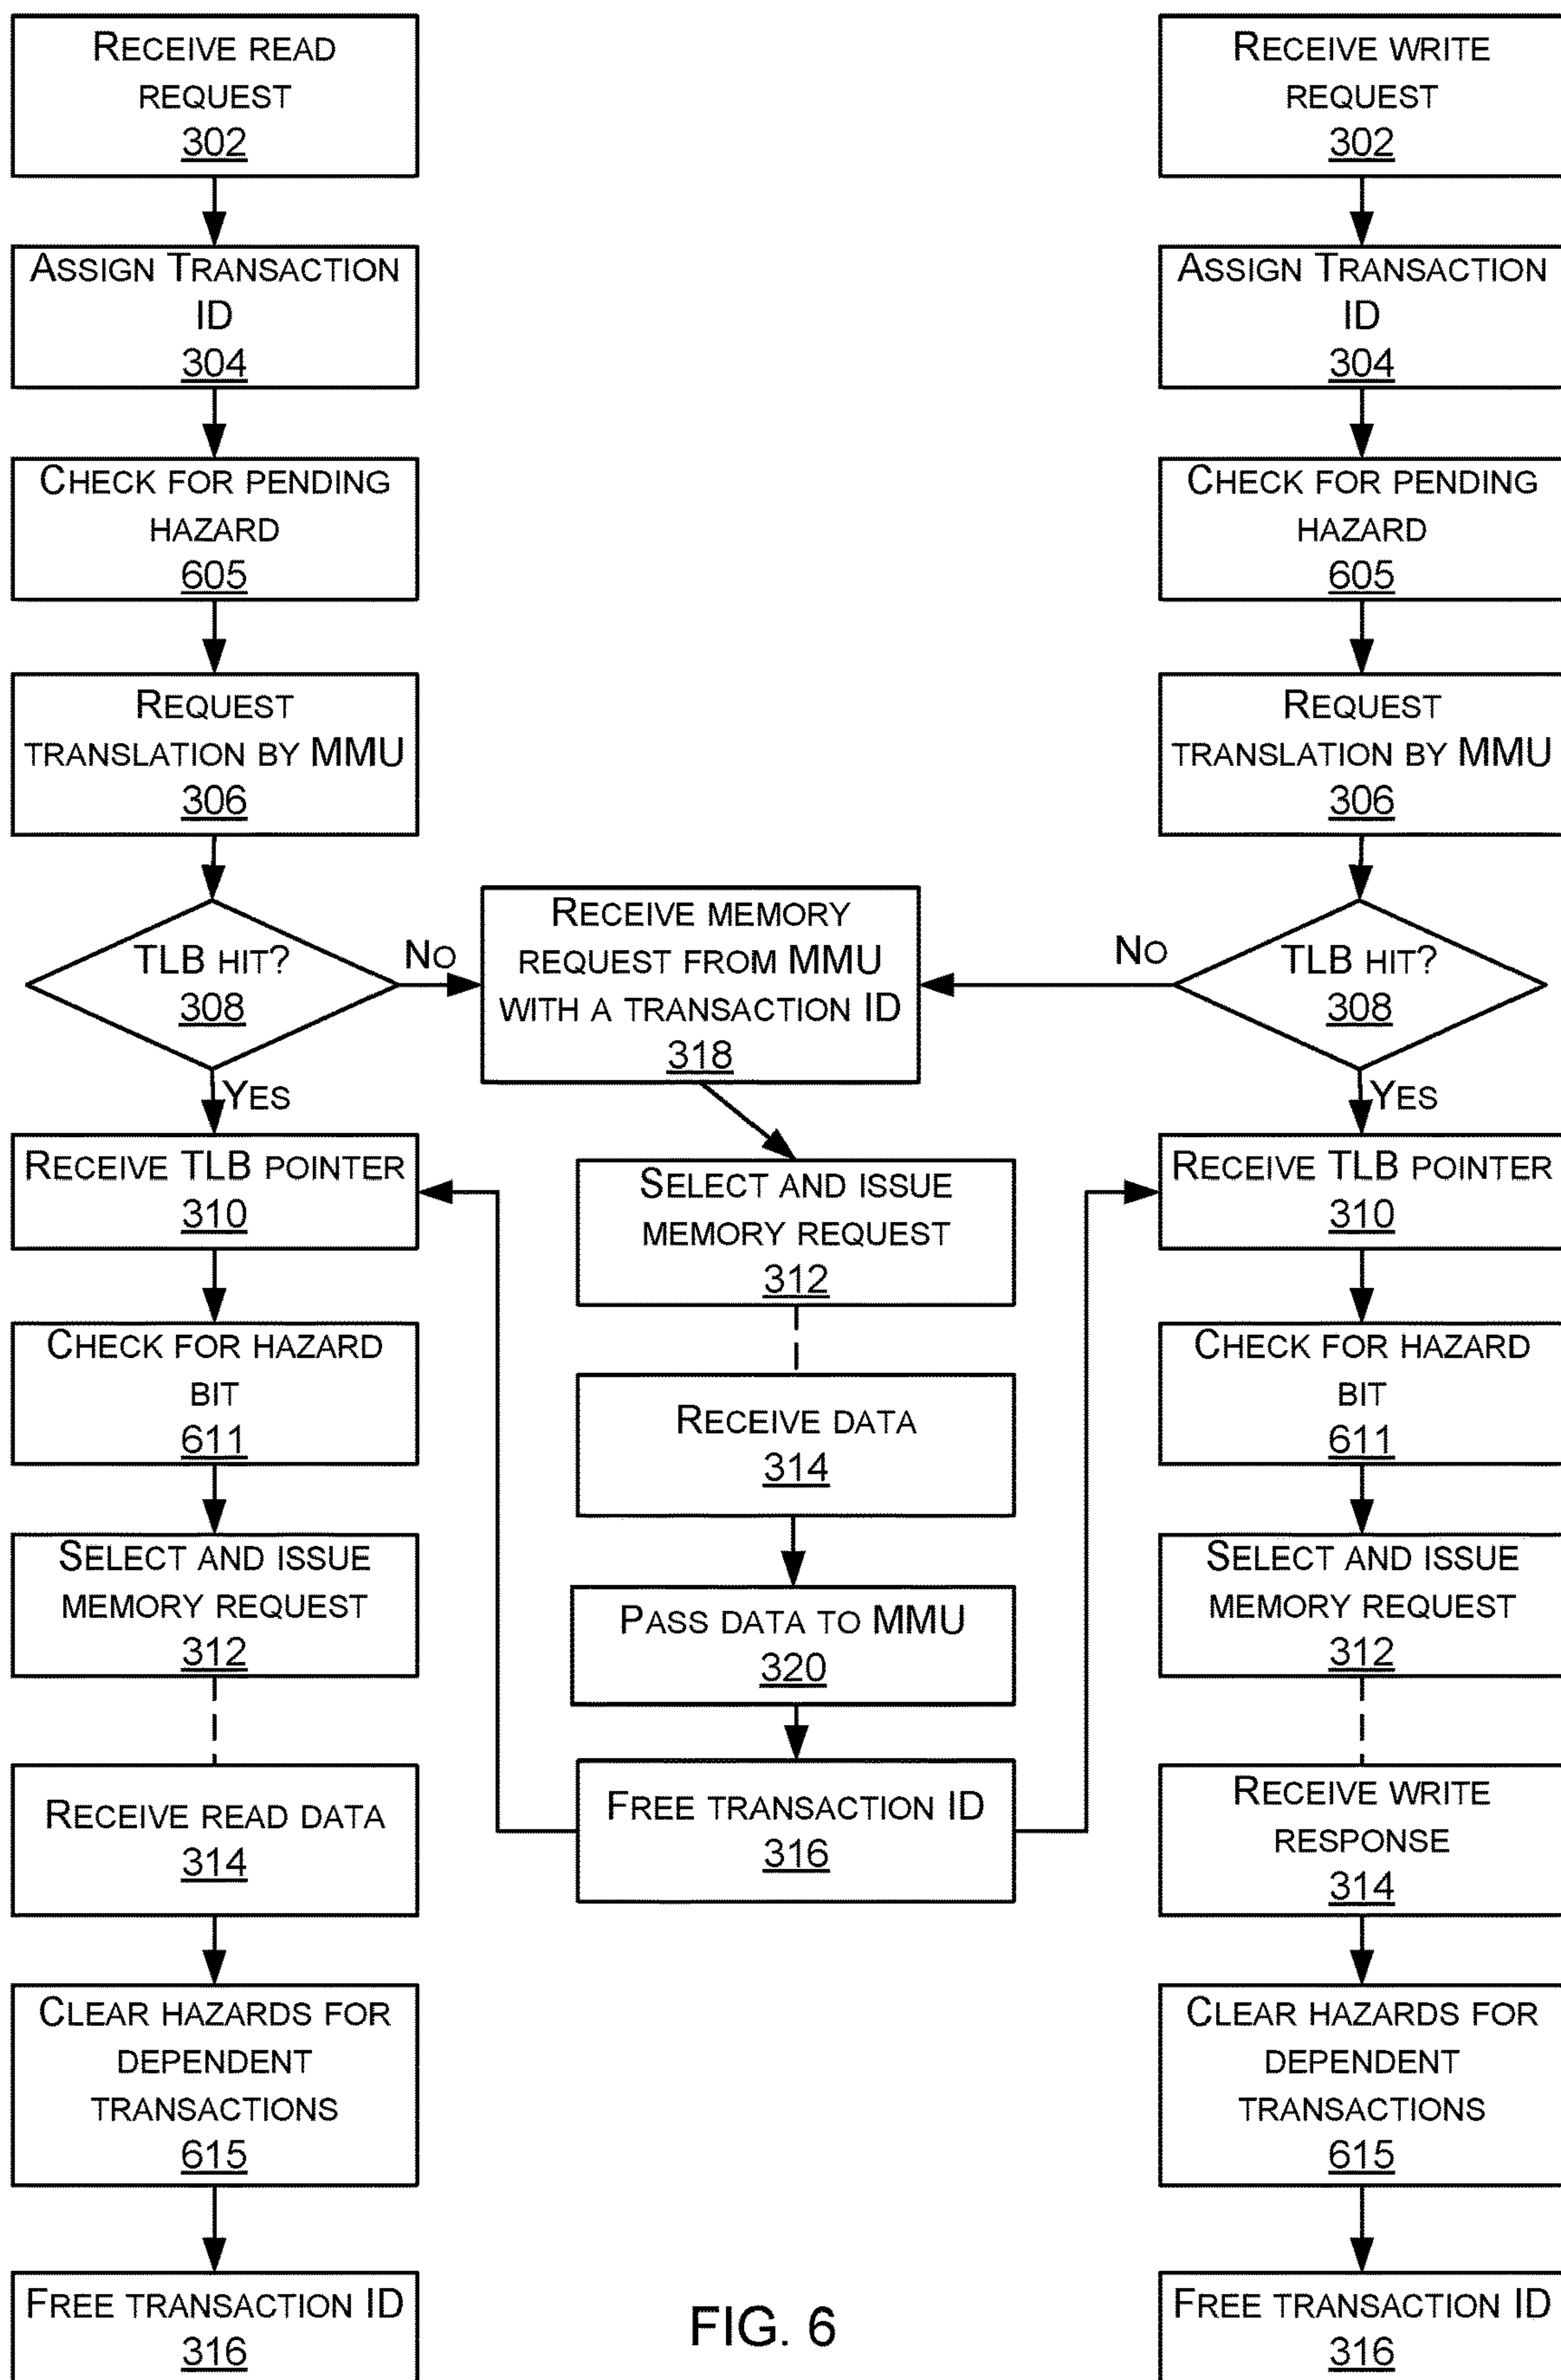 RECEIVE READ
REQUEST
302
ASSIGN TRANSACTION
ID
304
CHECK FOR PENDING
HAZARD
605
REQUEST
TRANSLATION BY MMU
306
TLB HIT?
308
NO
YES
RECEIVE TLB POINTER
310
CHECK FOR HAZARD
BIT
611
SELECT AND ISSUE
MEMORY REQUEST
312
RECEIVE READ DATA
314
CLEAR HAZARDS FOR
DEPENDENT
TRANSACTIONS
615
FREE TRANSACTION ID
316
RECEIVE MEMORY
REQUEST FROM MMU
WITH A TRANSACTION ID
318
SELECT AND ISSUE
MEMORY REQUEST
312
RECEIVE DATA
314
PASS DATA TO MMU
320
FREE TRANSACTION ID
316
RECEIVE WRITE
REQUEST
302
ASSIGN TRANSACTION
ID
304
CHECK FOR PENDING
HAZARD
605
REQUEST
TRANSLATION BY MMU
306
TLB HIT?
308
NO
YES
RECEIVE TLB POINTER
310
CHECK FOR HAZARD
BIT
611
SELECT AND ISSUE
MEMORY REQUEST
312
RECEIVE WRITE
RESPONSE
314
CLEAR HAZARDS FOR
DEPENDENT
TRANSACTIONS
615
FREE TRANSACTION ID
316
FIG. 6